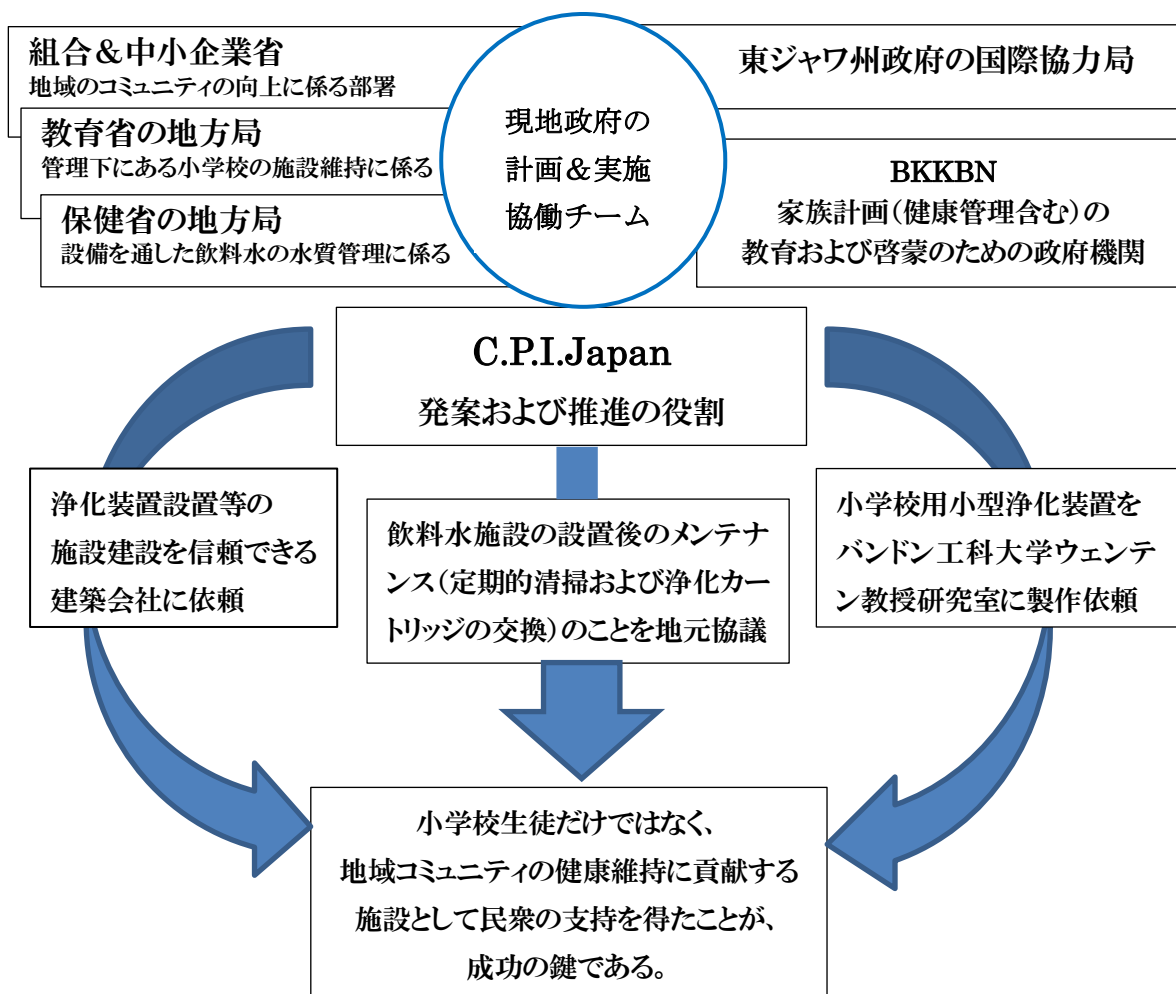 組合&中小企業省
地域のコミュニティの向上に係る部署
教育省の地方局
管理下にある小学校の施設維持に係る
保健省の地方局
設備を通した飲料水の水質管理に係る
現地政府の
計画&実施
協働チーム
東ジャワ州政府の国際協力局
BKKBN
家族計画(健康管理含む)の
教育および啓蒙のための政府機関
C.P.I.Japan
発案および推進の役割
浄化装置設置等の
施設建設を信頼できる
建築会社に依頼
飲料水施設の設置後のメンテ
ナンス(定期的清掃および浄化カー
トリッジの交換)のことを地元協議
小学校用小型浄化装置を
バンドン工科大学ウェンテ
ン教授研究室に製作依頼
小学校生徒だけではなく、
地域コミュニティの健康維持に貢献する
施設として民衆の支持を得たことが、
成功の鍵である。